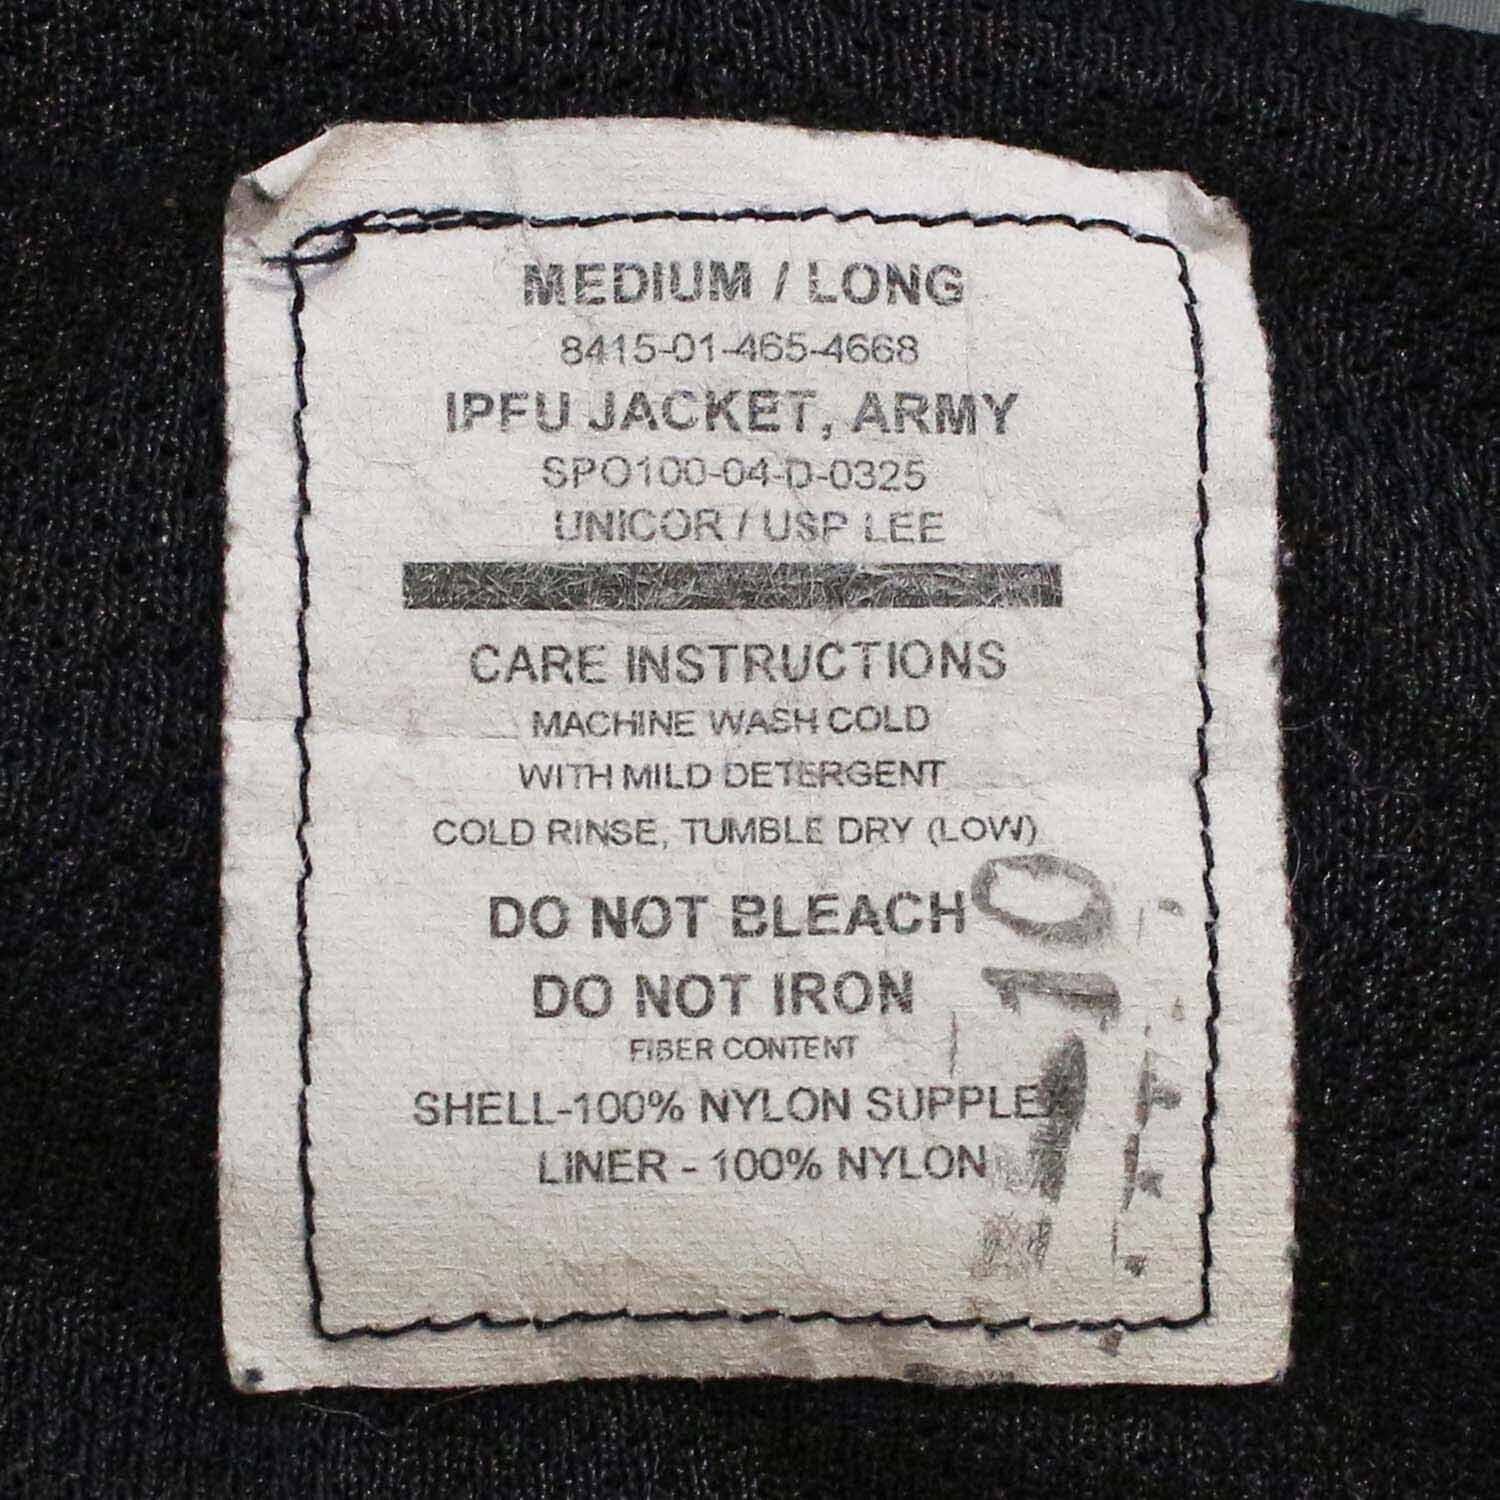 MEDIUM / LONG
8415-01-465-4668
IPFU JACKET, ARMY
SPO100-04-D-0325
UNICOR / USP LEE
CARE INSTRUCTIONS
MACHINE WASH COLD
WITH MILD DETERGENT
COLD RINSE, TUMBLE DRY (LOW)
DO NOT BLEACH
DO NOT IRON
FIBER CONTENT
SHELL-100% NYLON SUPPLEX
LINER - 100% NYLON